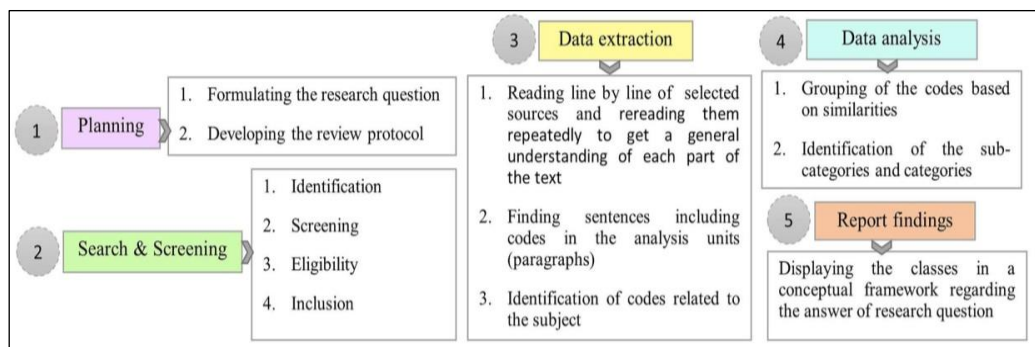 1
Planning
1. Formulating the research question
2. Developing the review protocol
2
Search & Screening
1. Identification
2. Screening
3. Eligibility
4. Inclusion
3
Data extraction
1. Reading line by line of selected
sources and rereading them
repeatedly to get a general
understanding of each part of
the text
2. Finding sentences including
codes in the analysis units
(paragraphs)
3. Identification of codes related to
the subject
4
Data analysis
1. Grouping of the codes based
on similarities
2. Identification of the sub-
categories and categories
5
Report findings
Displaying the classes in a
conceptual framework regarding
the answer of research question